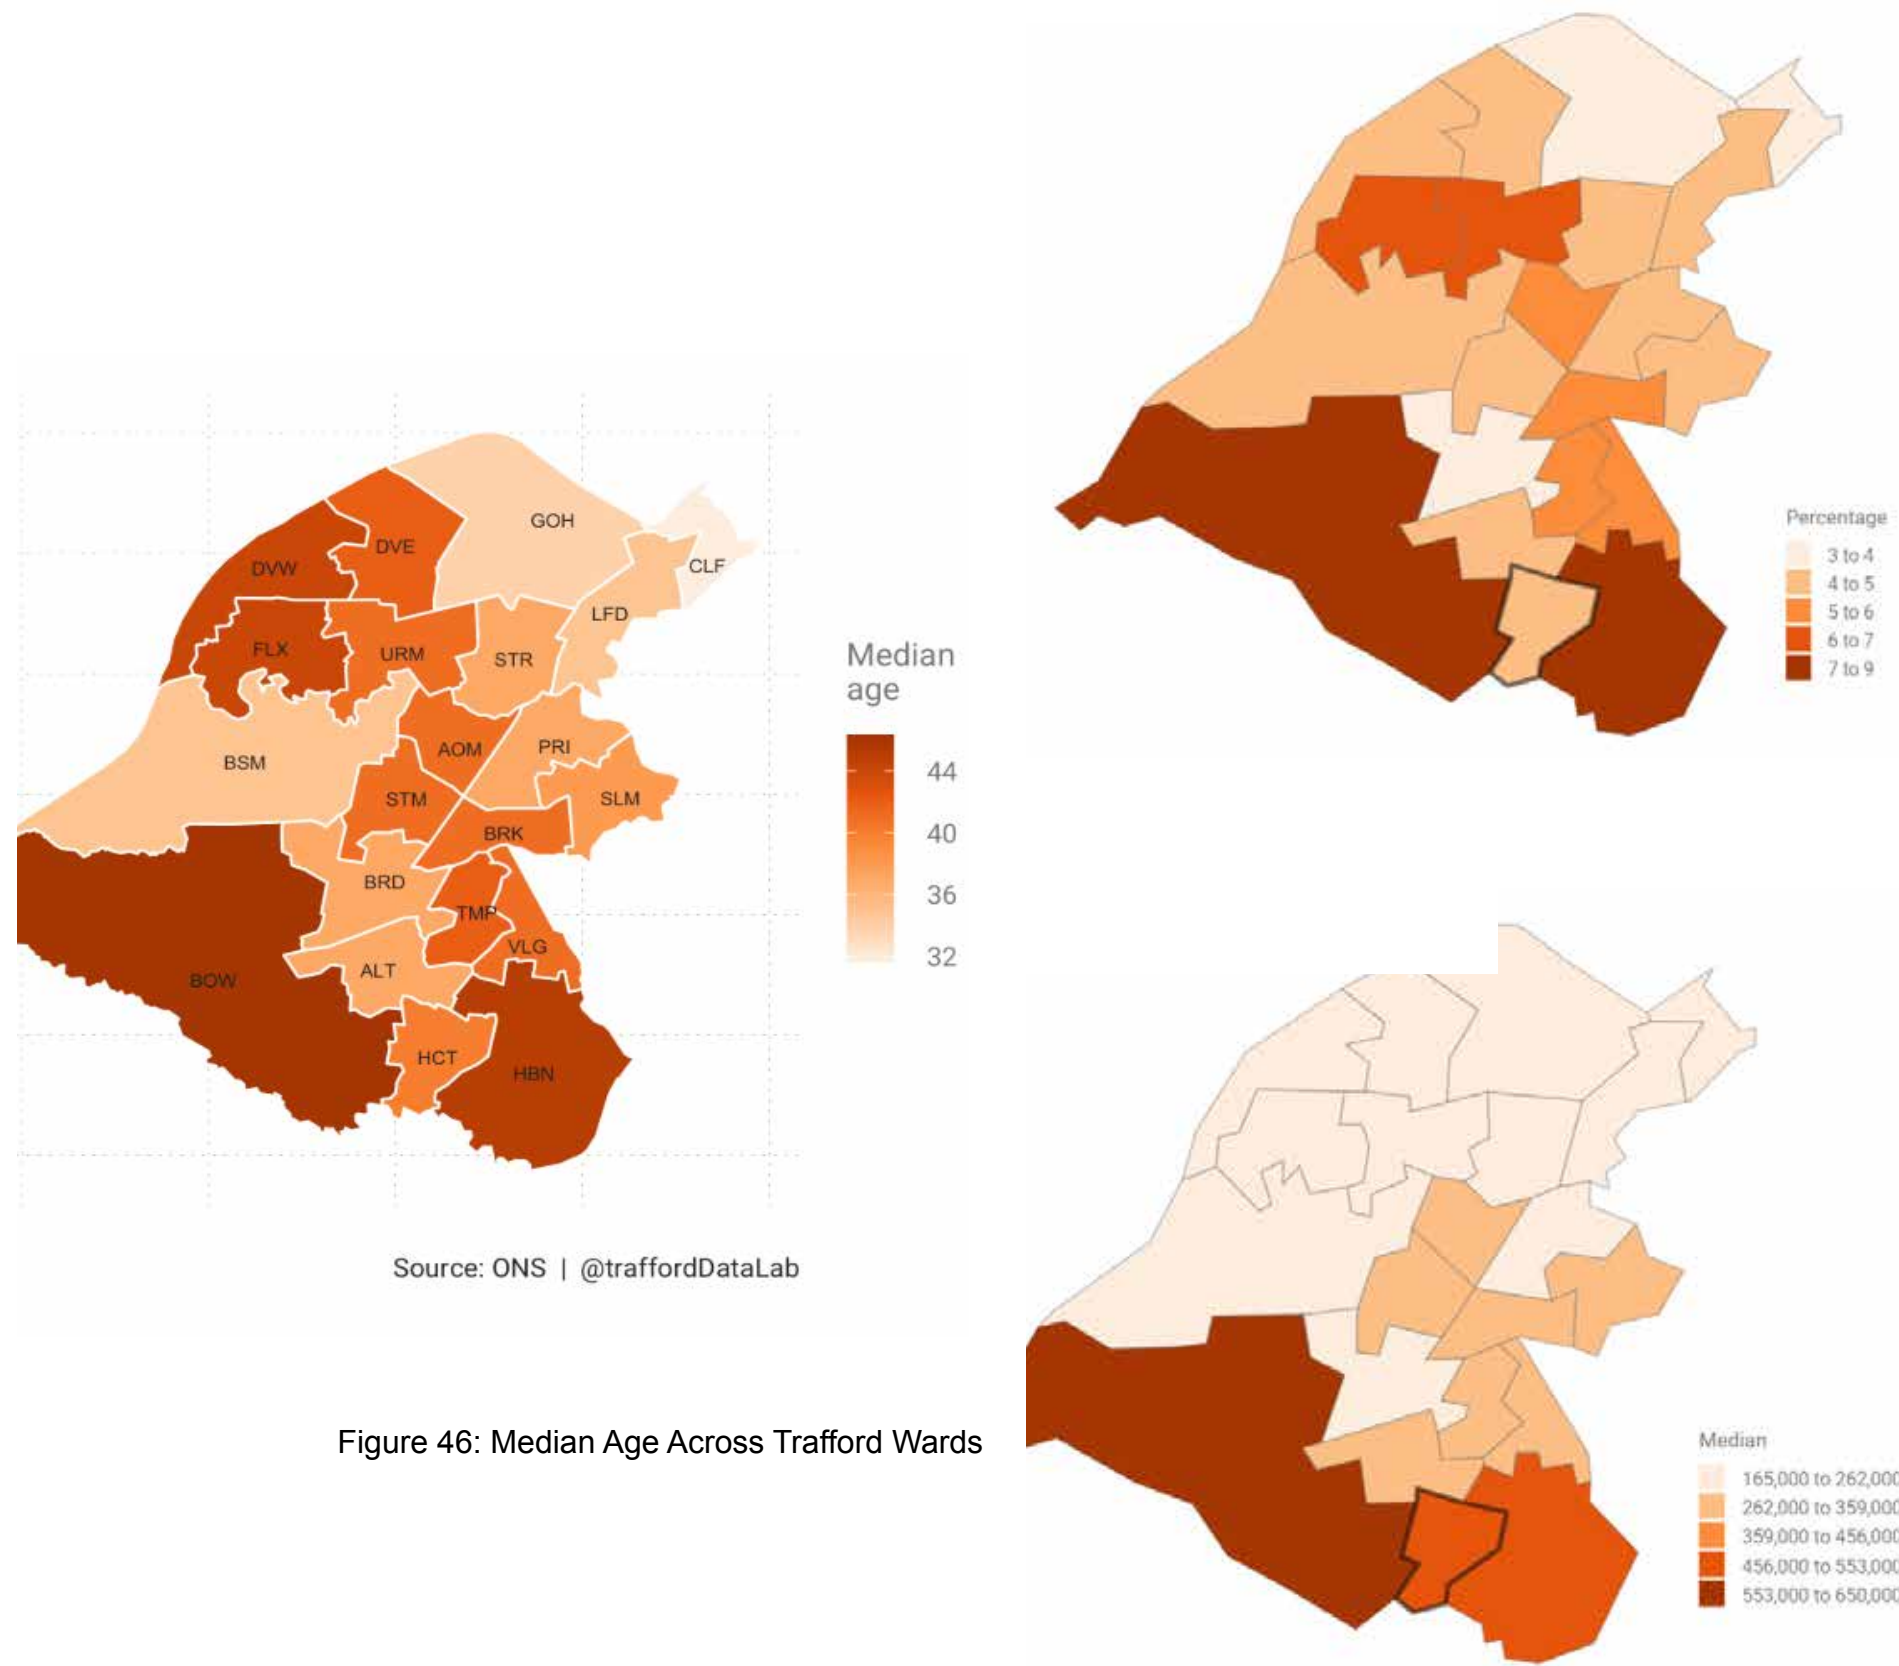 GOH
DVE
DVW
CLF
LFD
FLX
URM
STR
AOM
PRI
BSM
STM
SLM
BRK
BRD
TMP
VLG
ALT
BOW
HCT
HBN
Median
age
44
40
36
32
Source: ONS | @traffordDataLab
Figure 46: Median Age Across Trafford Wards
Percentage
3 to 4
4 to 5
5 to 6
6 to 7
7 to 9
Median
165,000 to 262,000
262,000 to 359,000
359,000 to 456,000
456,000 to 553,000
553,000 to 650,000